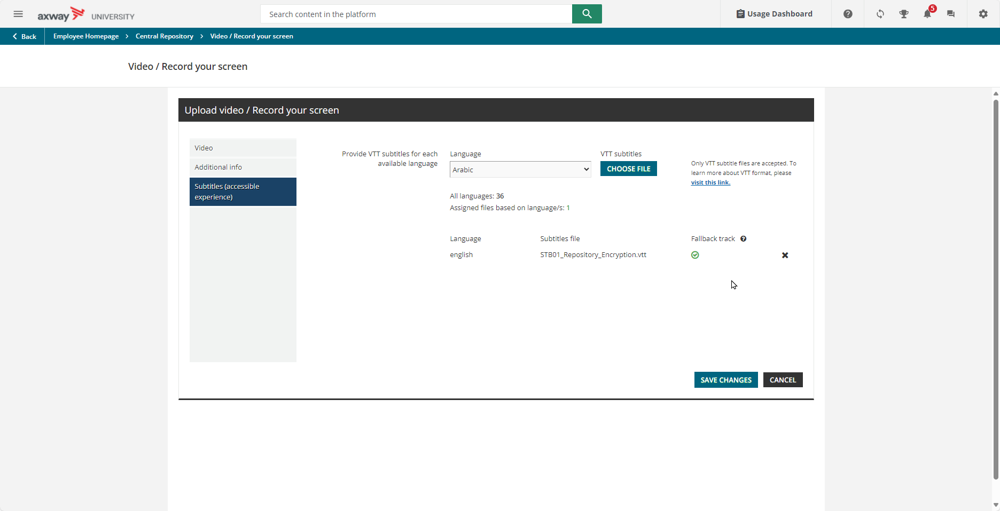 axway UNIVERSITY
Search content in the platform
Usage Dashboard
5
Back
Employee Homepage > Central Repository > Video / Record your screen
Video / Record your screen
Upload video / Record your screen
Video
Additional info
Subtitles (accessible
experience)
Provide VTT subtitles for each
available language
Language
Arabic
VTT subtitles
CHOOSE FILE
Only VTT subtitle files are accepted. To
learn more about VTT format, please
visit this link.
All languages: 36
Assigned files based on language/s: 1
Language Subtitles file Fallback track
english STB01_Repository_Encryption.vtt
SAVE CHANGES CANCEL